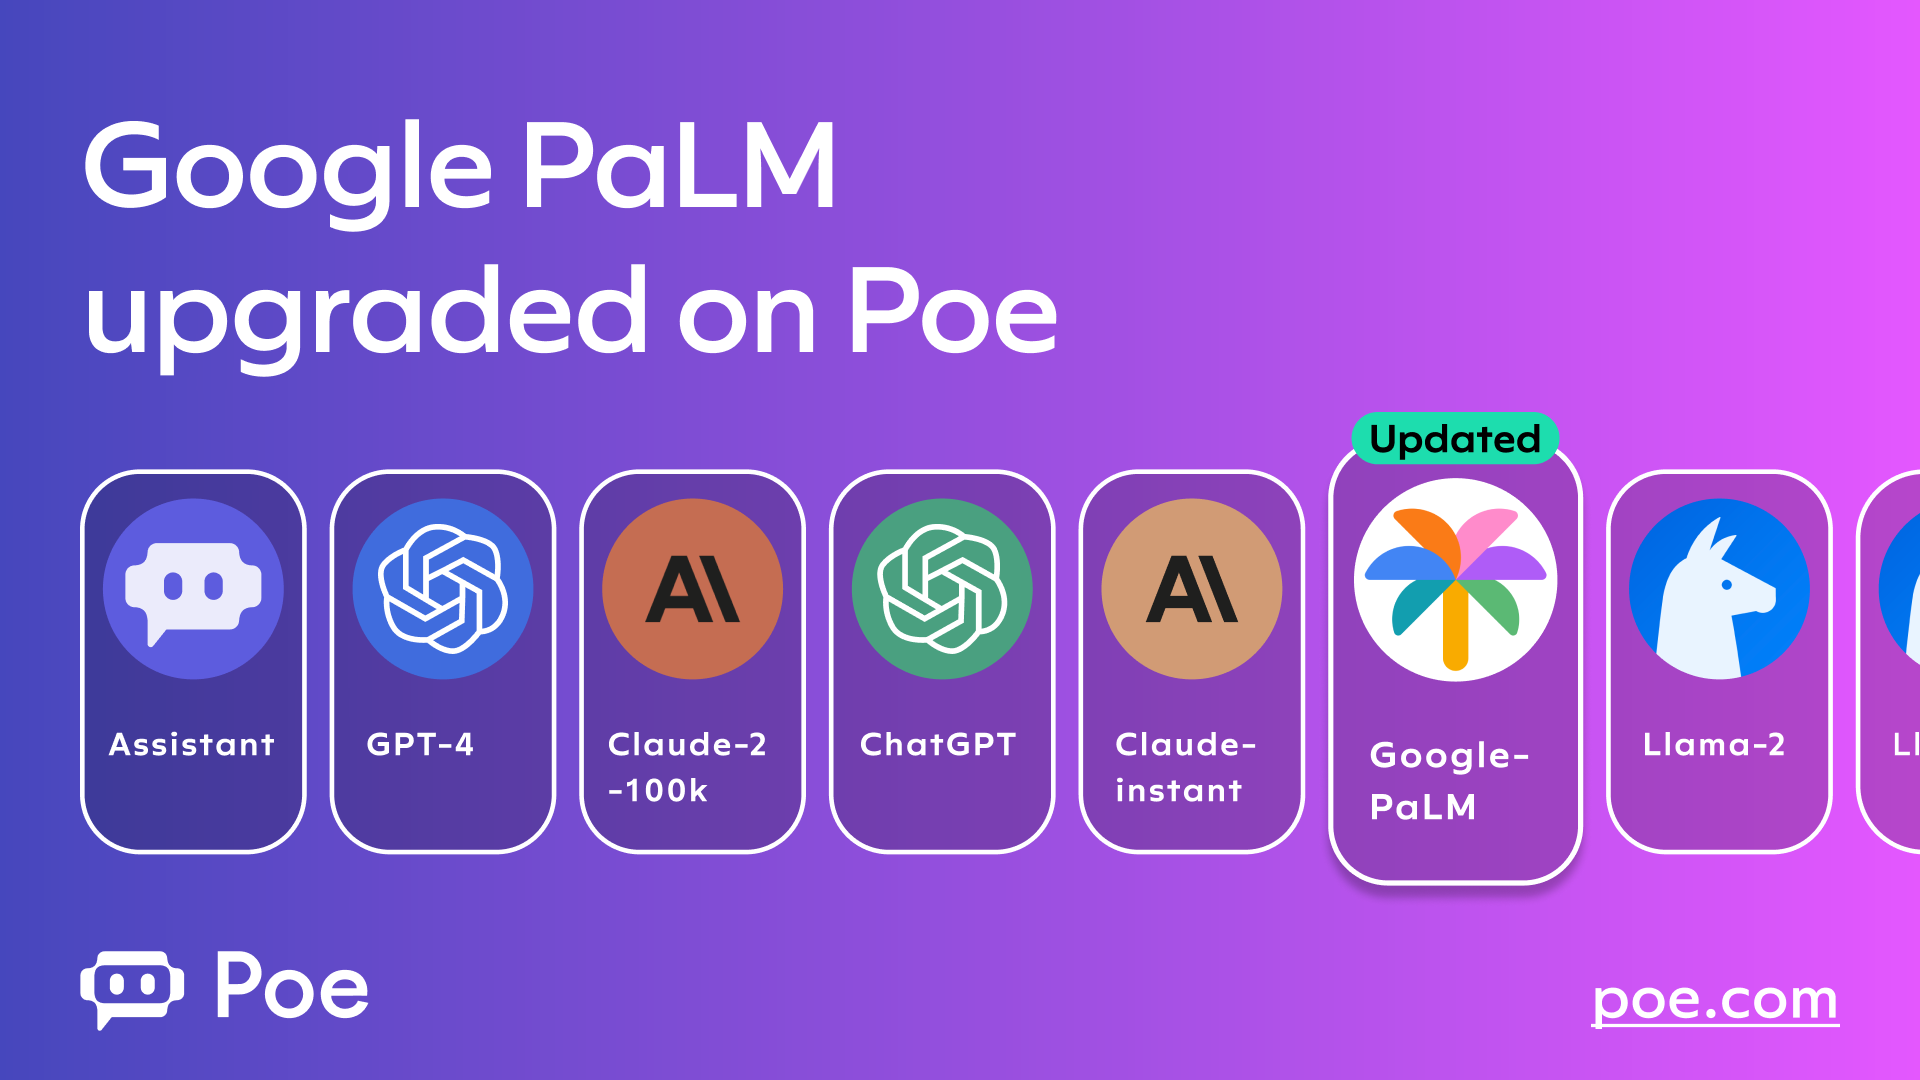 Google PaLM
upgraded on Poe
Updated
Assistant
GPT-4
Claude-2
-100k
ChatGPT
Claude-
instant
Google-
PaLM
Llama-2
Ll
Poe
poe.com